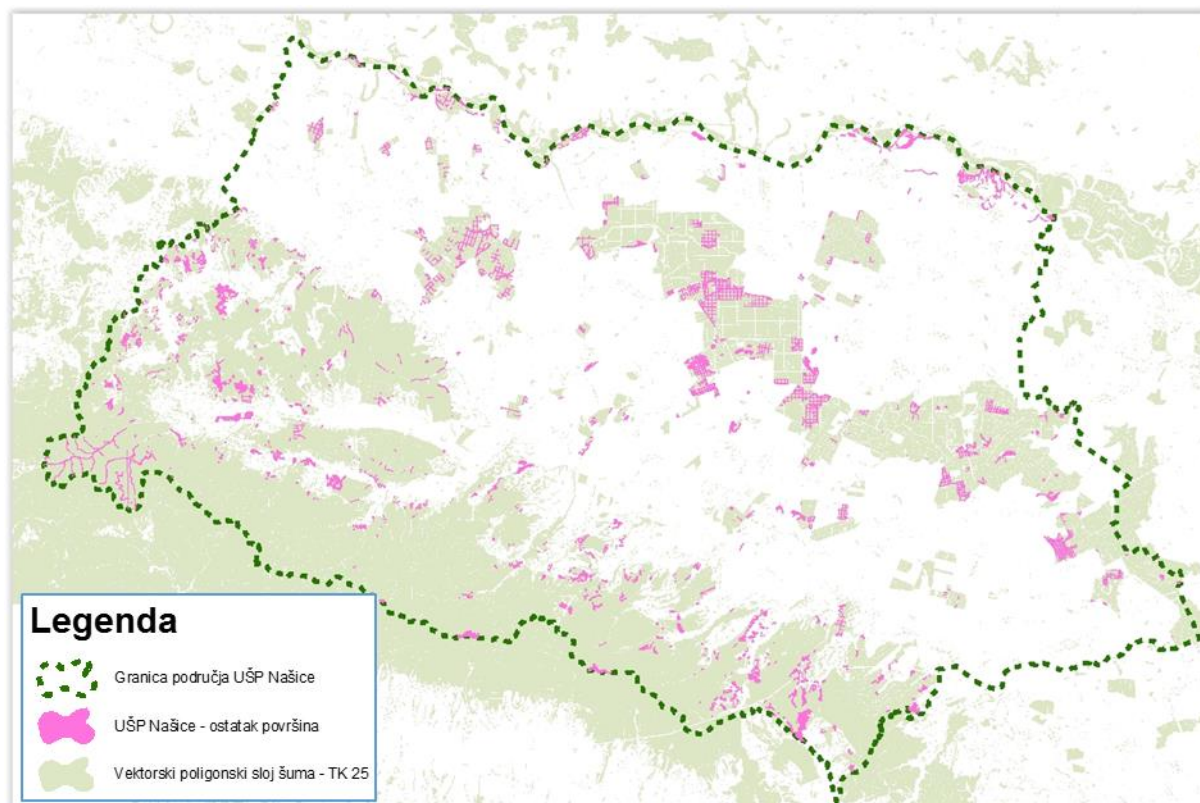 Legenda
Granica područja UŠP Našice
UŠP Našice - ostatak površina
Vektorski poligonski sloj šuma - TK 25